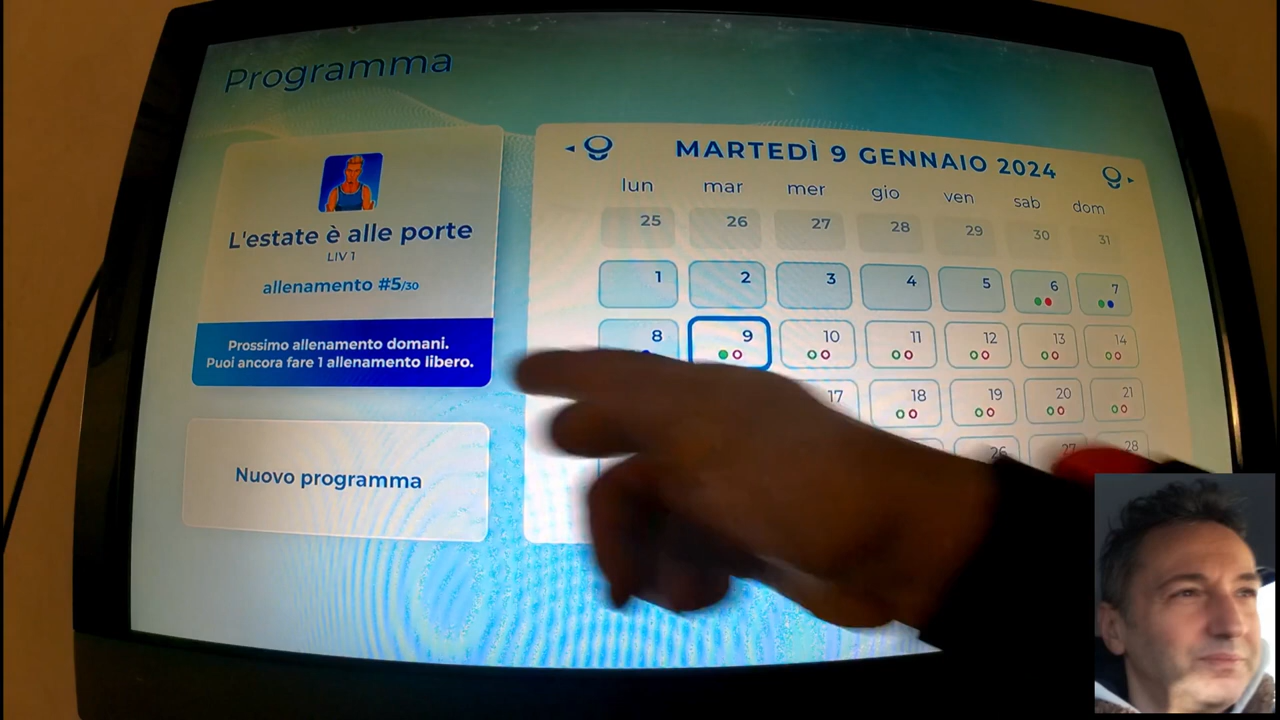 Programma
L'estate è alle porte
LIV 1
allenamento #5/30
Prossimo allenamento domani.
Puoi ancora fare 1 allenamento libero.
Nuovo programma
MARTEDÌ 9 GENNAIO 2024
lun mar mer gio ven sab dom
25 26 27 28 29 30 31
1 2 3 4 5 6 7
8 9 10 11 12 13 14
17 18 19 20 21
26 27 28